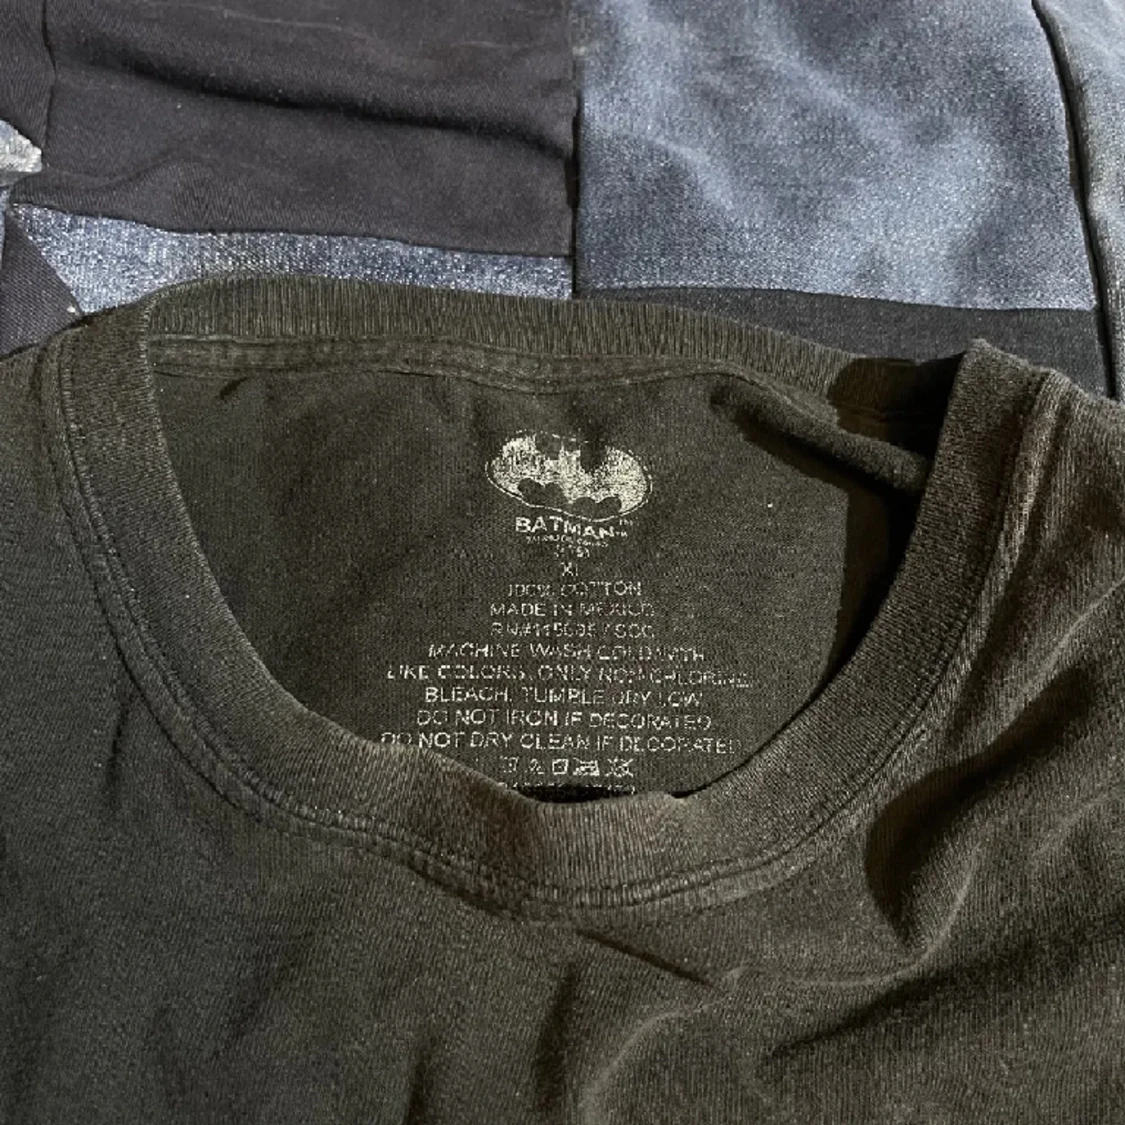 BATMAN™
XL
100% COTTON
MADE IN MEXICO
MACHINE WASH COLD WITH
LIKE COLORS, ONLY NON-CHLORINE
BLEACH, TUMBLE DRY LOW
DO NOT IRON IF DECORATED
DO NOT DRY CLEAN IF DECORATED